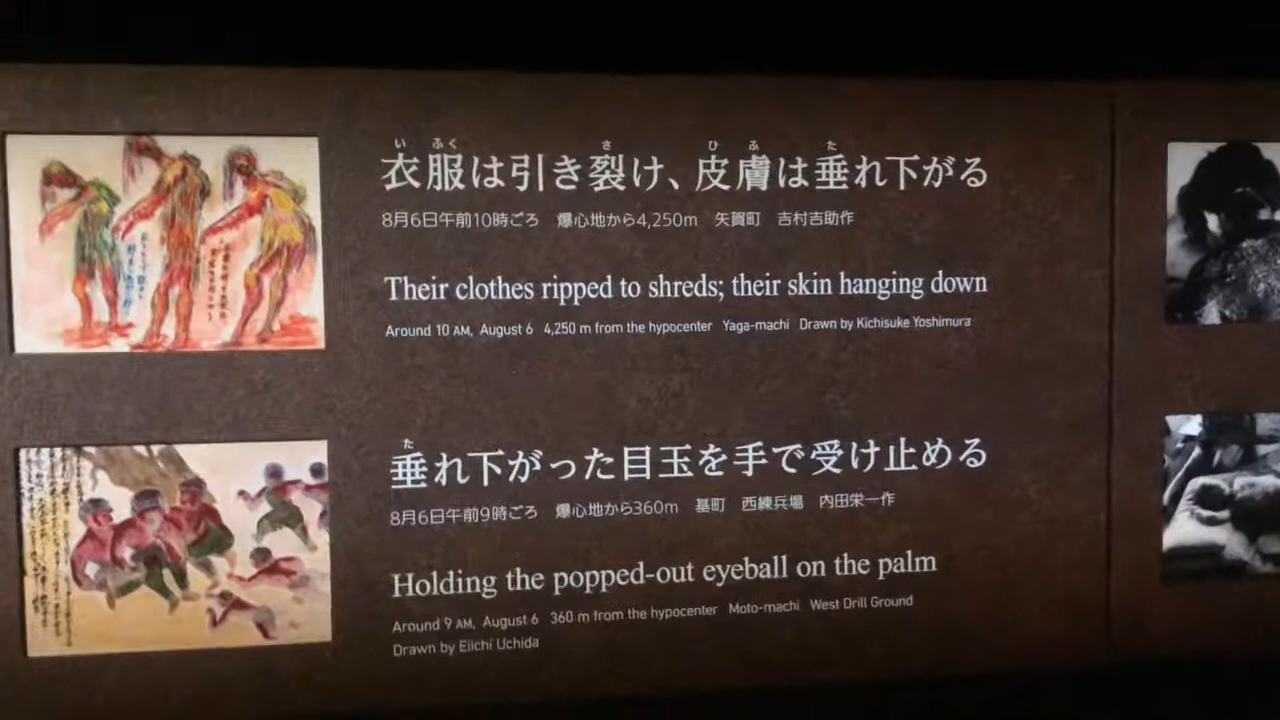 衣服は引き裂け、皮膚は垂れ下がる
8月6日午前10時ごろ 爆心地から4,250m 矢賀町 吉村吉助作
Their clothes ripped to shreds; their skin hanging down
Around 10 AM, August 6 4,250 m from the hypocenter Yaga-machi Drawn by Kichisuke Yoshimura
垂れ下がった目玉を手で受け止める
8月6日午前9時ごろ 爆心地から360m 基町 西練兵場 内田栄一作
Holding the popped-out eyeball on the palm
Around 9 AM, August 6 360 m from the hypocenter Moto-machi West Drill Ground
Drawn by Eiichi Uchida